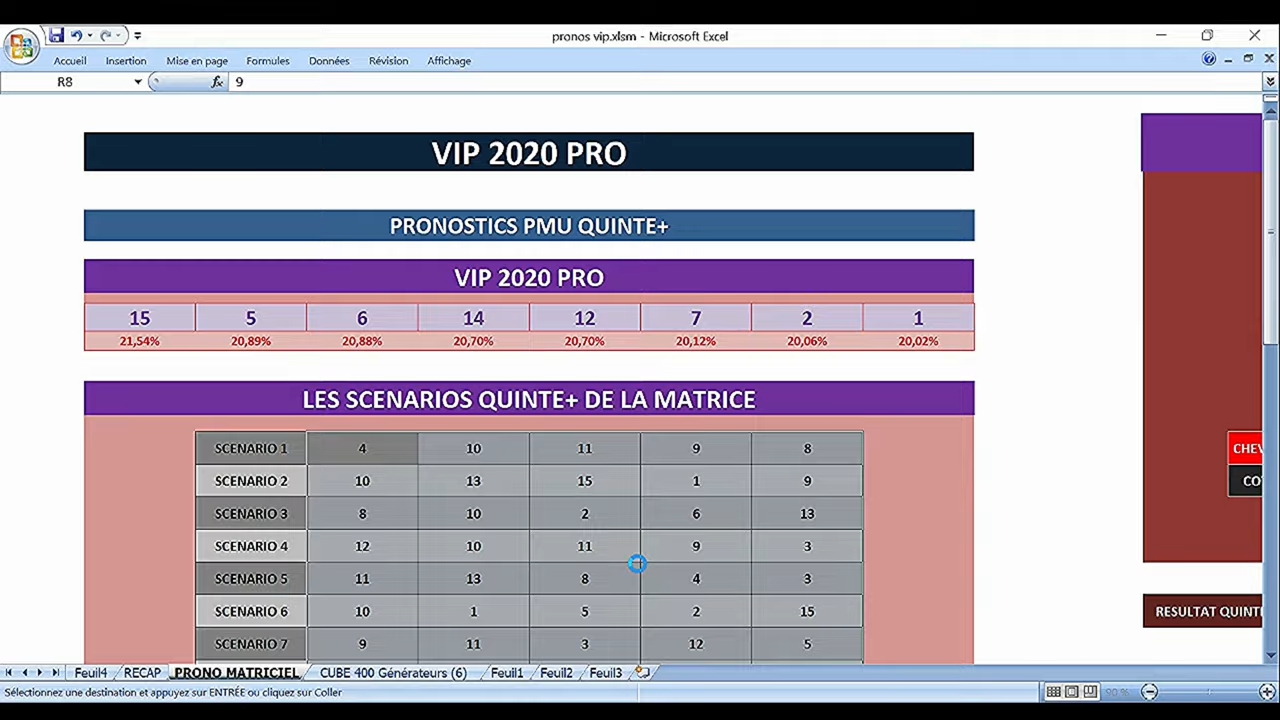 pronos vip.xlsm - Microsoft Excel
Accueil Insertion Mise en page Formules Données Révision Affichage
R8 fx 9
VIP 2020 PRO
PRONOSTICS PMU QUINTE+
VIP 2020 PRO
15 5 6 14 12 7 2 1
21,54% 20,89% 20,88% 20,70% 20,70% 20,12% 20,06% 20,02%
LES SCENARIOS QUINTE+ DE LA MATRICE
SCENARIO 1 4 10 11 9 8
CHEV
SCENARIO 2 10 13 15 1 9
CO
SCENARIO 3 8 10 2 6 13
SCENARIO 4 12 10 11 9 3
SCENARIO 5 11 13 8 4 3
SCENARIO 6 10 1 5 2 15
RESULTAT QUINT
SCENARIO 7 9 11 3 12 5
Feuil4 RECAP PRONO MATRICIEL CUBE 400 Générateurs (6) Feuil1 Feuil2 Feuil3
Sélectionnez une destination et appuyez sur ENTRÉE ou cliquez sur Coller 90 %